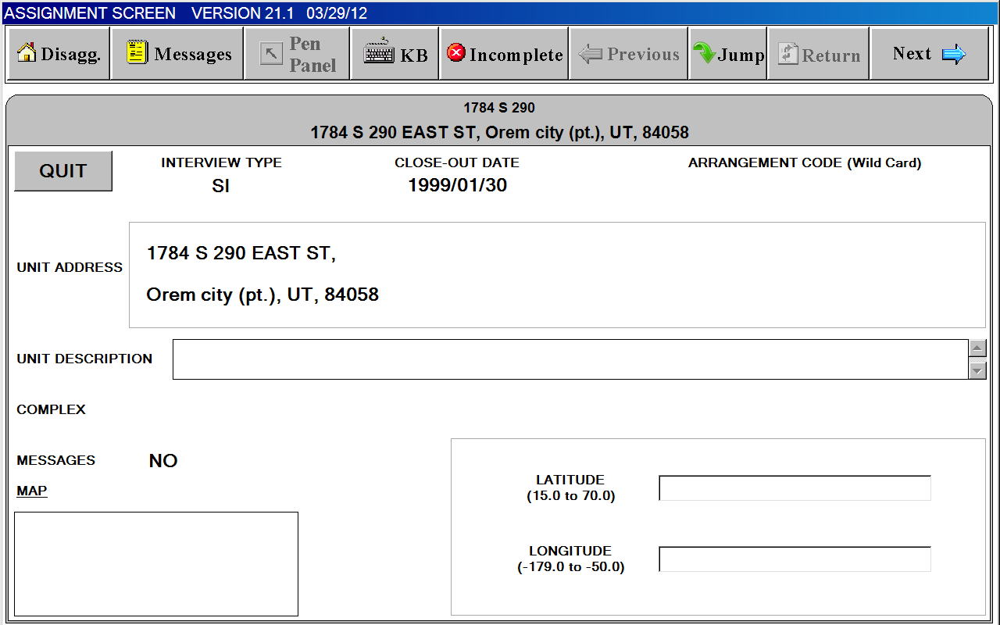 ASSIGNMENT SCREEN VERSION 21.1 03/29/12
Disagg.
Messages
Pen
Panel
KB
Incomplete
Previous
Jump
Return
Next
1784 S 290
1784 S 290 EAST ST, Orem city (pt.), UT, 84058
QUIT
INTERVIEW TYPE
SI
CLOSE-OUT DATE
1999/01/30
ARRANGEMENT CODE (Wild Card)
UNIT ADDRESS
1784 S 290 EAST ST,
Orem city (pt.), UT, 84058
UNIT DESCRIPTION
COMPLEX
MESSAGES NO
MAP
LATITUDE
(15.0 to 70.0)
LONGITUDE
(-179.0 to -50.0)